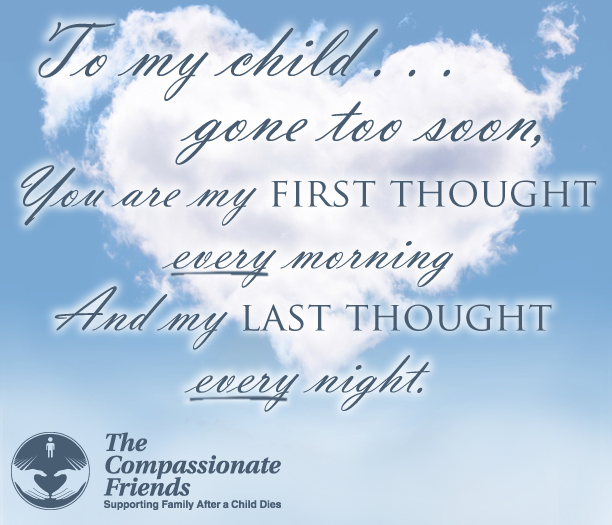 To my child . . .
gone too soon,
You are my FIRST THOUGHT
every morning
And my LAST THOUGHT
every night.
The
Compassionate
Friends
Supporting Family After a Child Dies